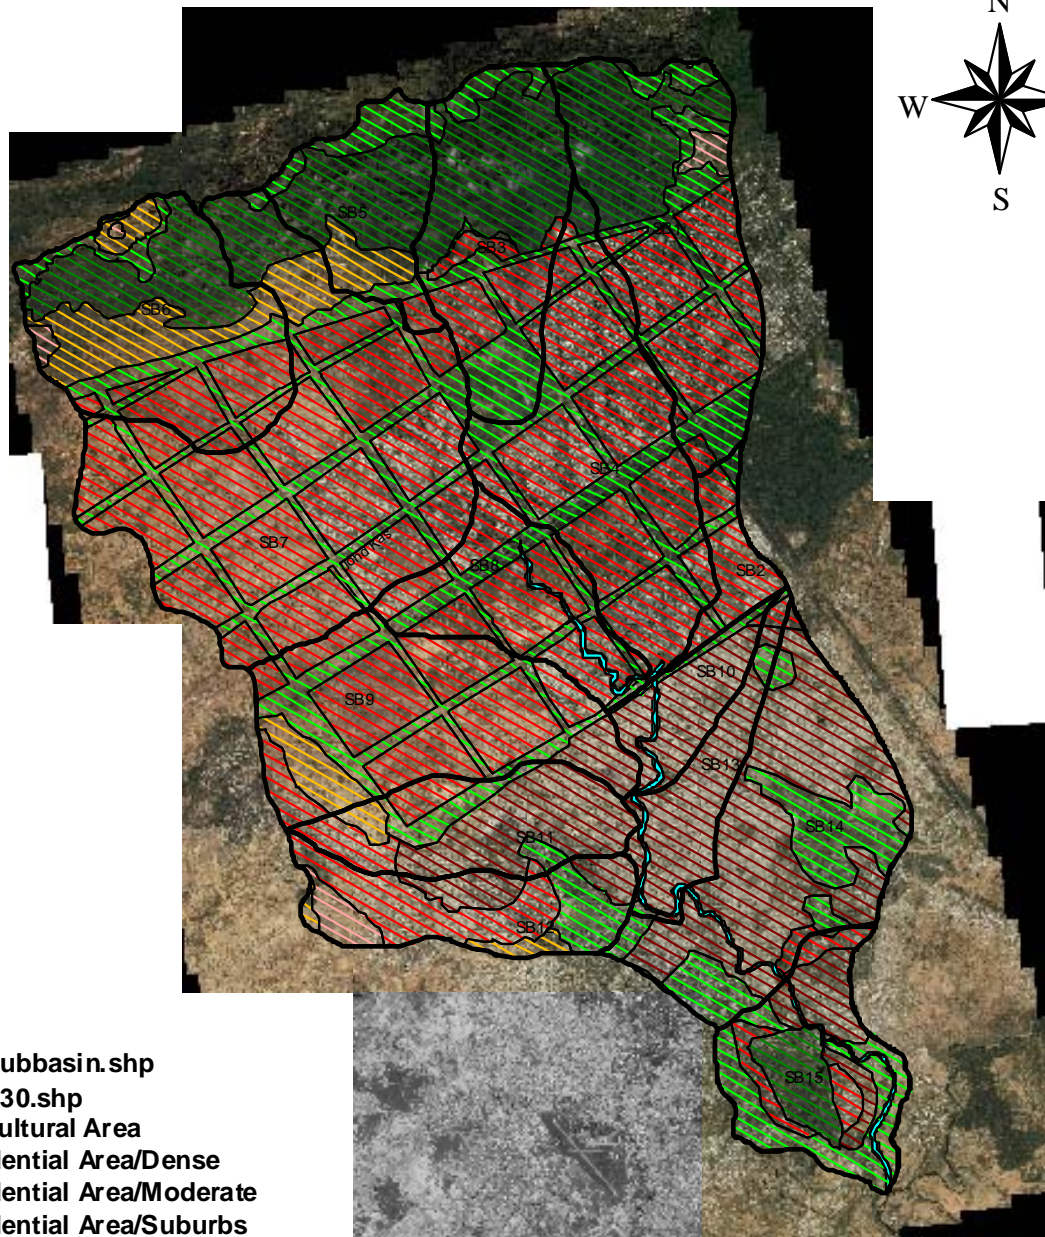 N
W
S
SB5
SB3
SB6
SB4
SB7
SB8
SB2
SB10
SB9
SB13
SB14
SB11
SB12
SB15
ubbasin.shp
30.shp
ultural Area
dential Area/Dense
dential Area/Moderate
dential Area/Suburbs